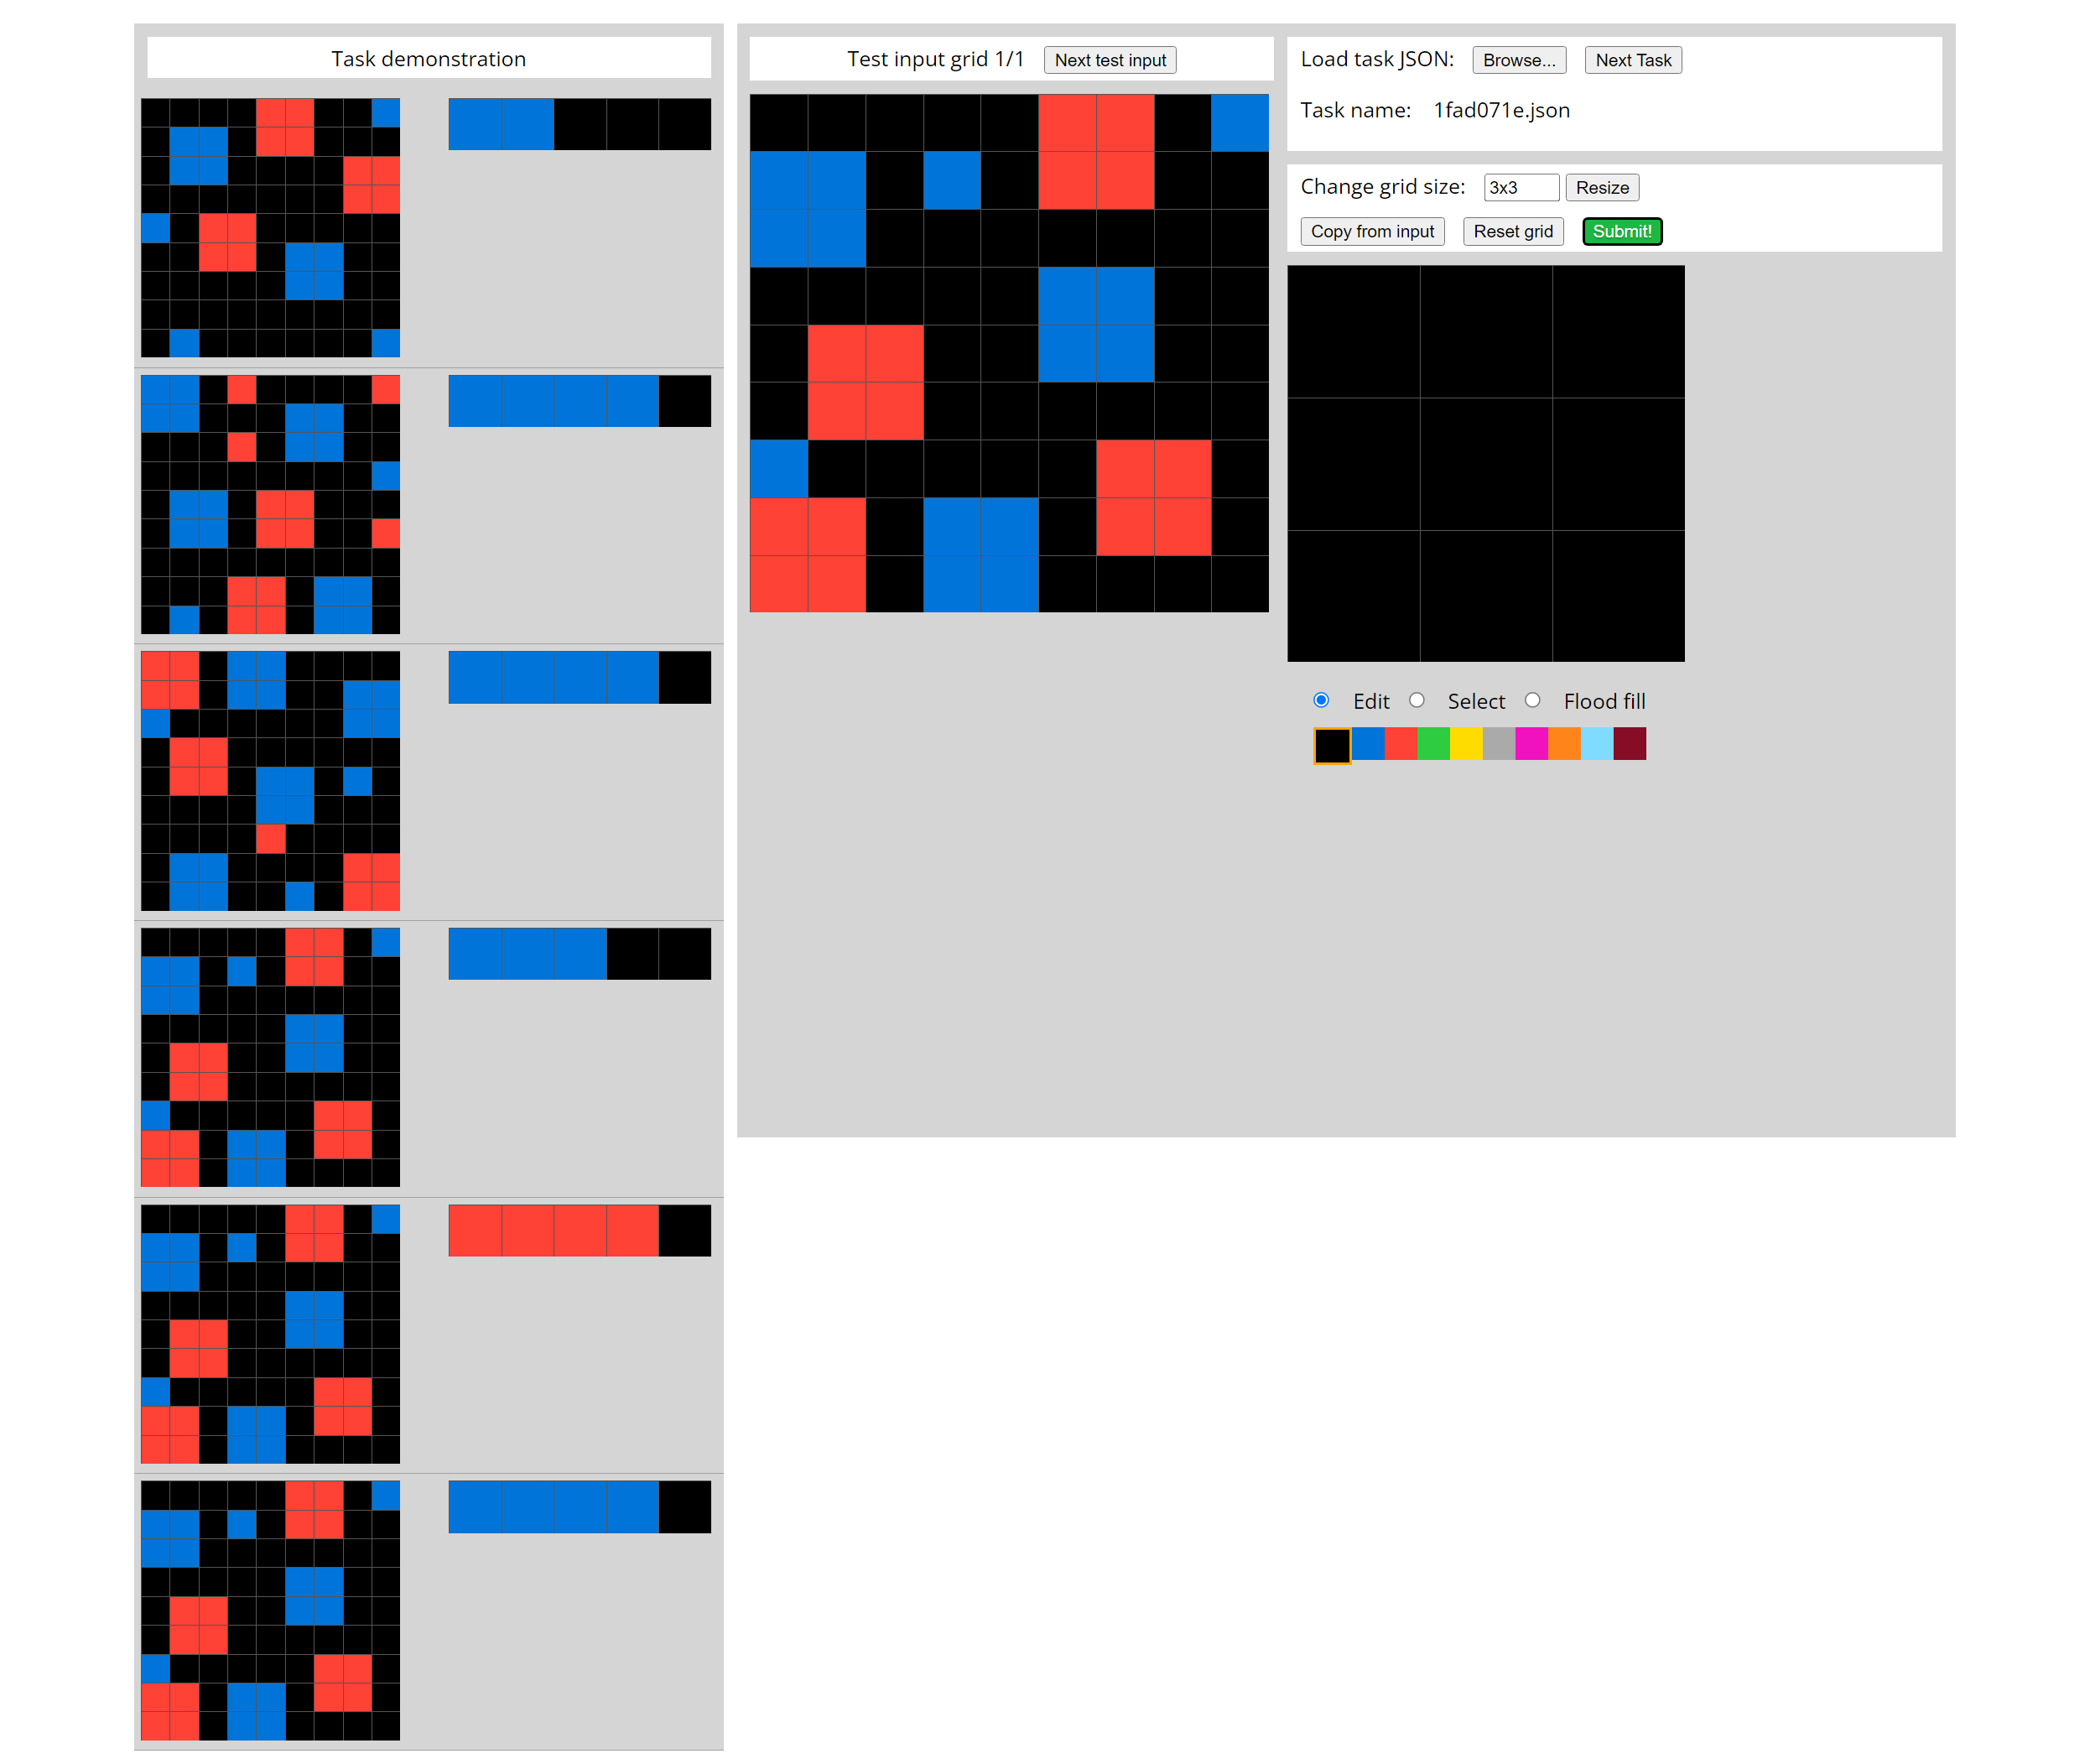 Task demonstration
Test input grid 1/1 Next test input
Load task JSON: Browse... Next Task
Task name: 1fad071e.json
Change grid size: 3x3 Resize
Copy from input Reset grid Submit!
Edit Select Flood fill